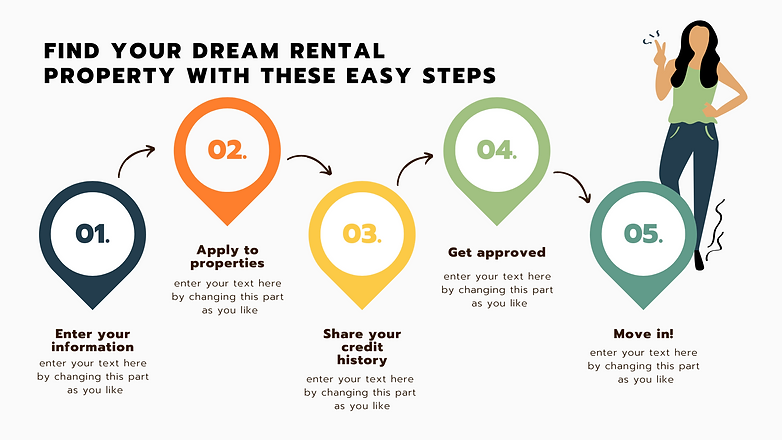 FIND YOUR DREAM RENTAL
PROPERTY WITH THESE EASY STEPS
01.
Enter your
information
enter your text here
by changing this part
as you like
02.
Apply to
properties
enter your text here
by changing this part
as you like
03.
Share your
credit
history
enter your text here
by changing this part
as you like
04.
Get approved
enter your text here
by changing this part
as you like
05.
Move in!
enter your text here
by changing this part
as you like